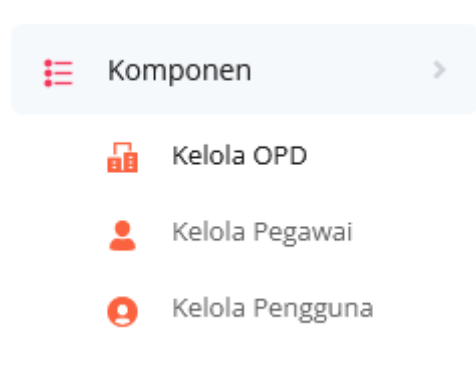 Komponen
Kelola OPD
Kelola Pegawai
Kelola Pengguna